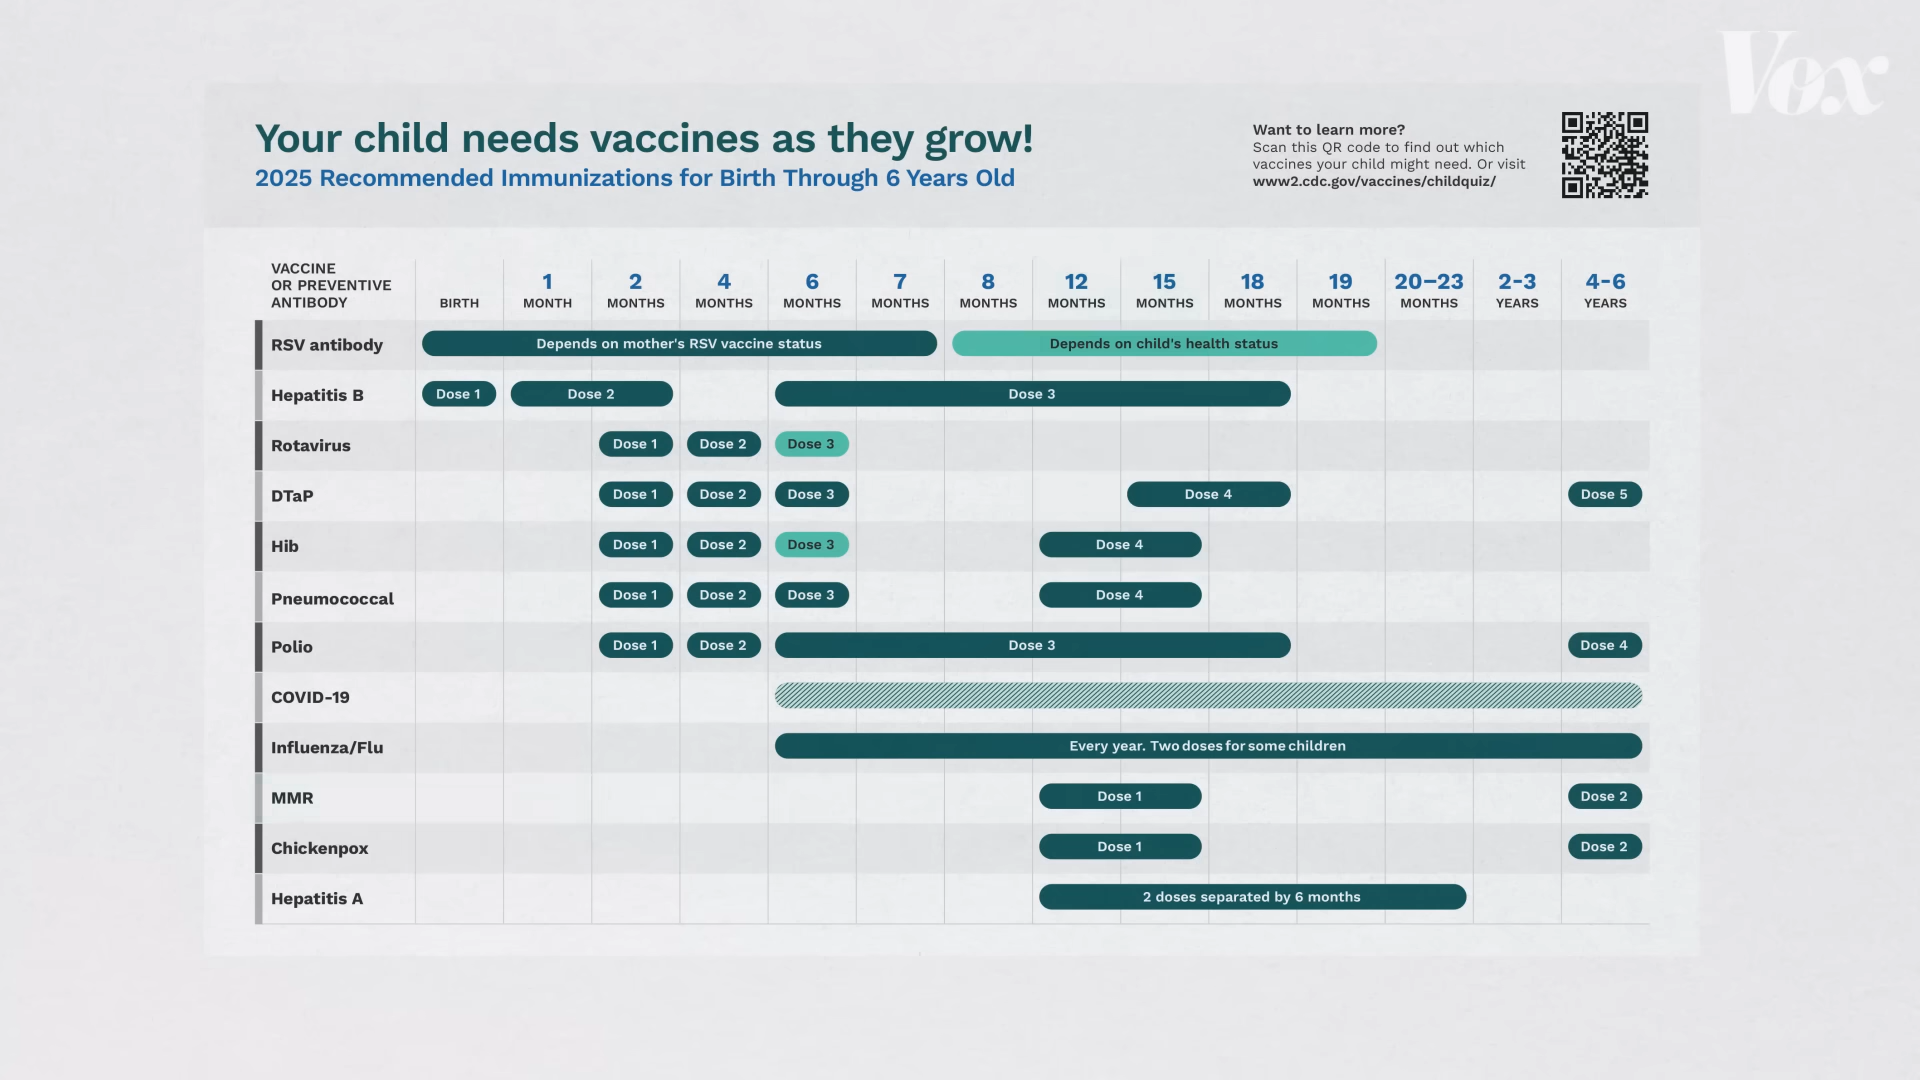 Vox
Your child needs vaccines as they grow!
2025 Recommended Immunizations for Birth Through 6 Years Old
Want to learn more?
Scan this QR code to find out which
vaccines your child might need. Or visit
www2.cdc.gov/vaccines/childquiz/
VACCINE
OR PREVENTIVE
ANTIBODY
BIRTH
1 MONTH
2 MONTHS
4 MONTHS
6 MONTHS
7 MONTHS
8 MONTHS
12 MONTHS
15 MONTHS
18 MONTHS
19 MONTHS
20–23 MONTHS
2-3 YEARS
4-6 YEARS
RSV antibody Depends on mother's RSV vaccine status Depends on child's health status
Hepatitis B Dose 1 Dose 2 Dose 3
Rotavirus Dose 1 Dose 2 Dose 3
DTaP Dose 1 Dose 2 Dose 3 Dose 4 Dose 5
Hib Dose 1 Dose 2 Dose 3 Dose 4
Pneumococcal Dose 1 Dose 2 Dose 3 Dose 4
Polio Dose 1 Dose 2 Dose 3 Dose 4
COVID-19
Influenza/Flu Every year. Two doses for some children
MMR Dose 1 Dose 2
Chickenpox Dose 1 Dose 2
Hepatitis A 2 doses separated by 6 months